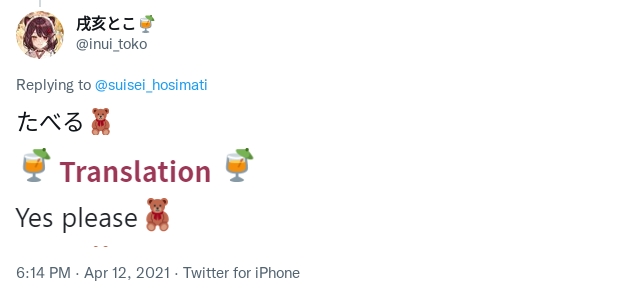 戌亥とこ🍹
@inui_toko
Replying to @suisei_hosimati
たべる🧸
🍹 Translation 🍹
Yes please🧸
6:14 PM · Apr 12, 2021 · Twitter for iPhone